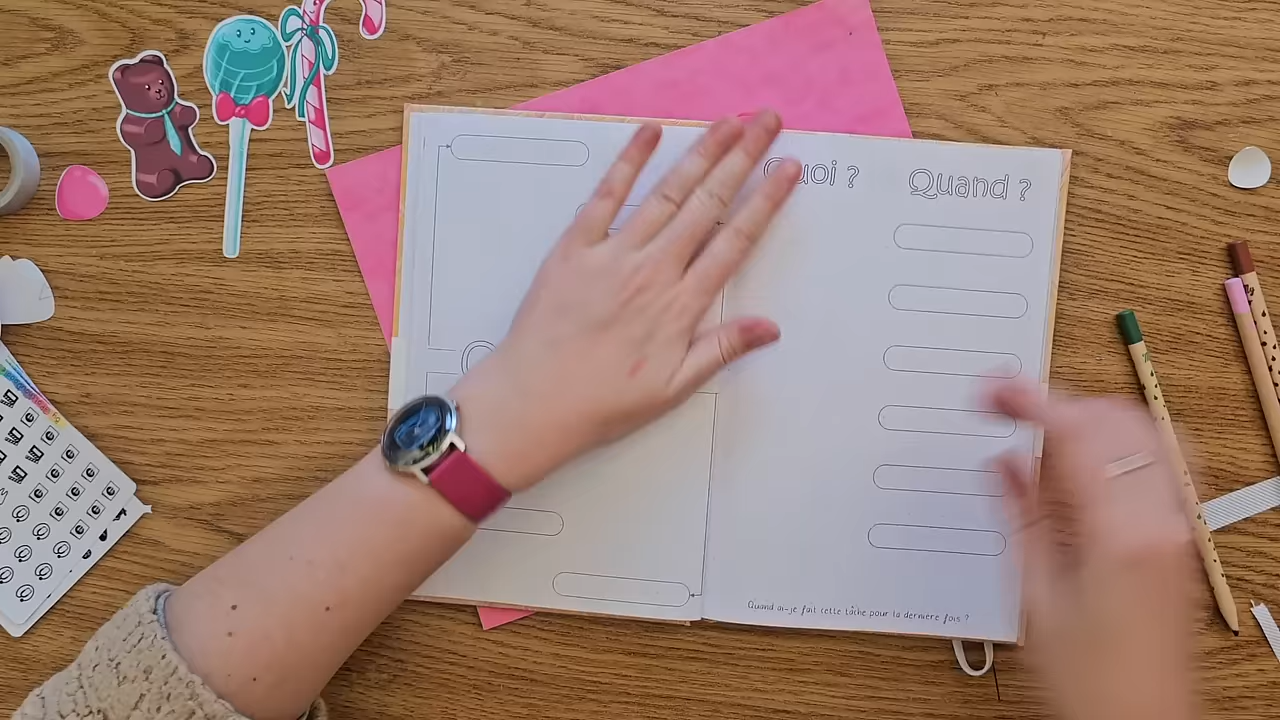 Quoi ?
Quand ?
Quand ai-je fait cette tâche pour la dernière fois ?